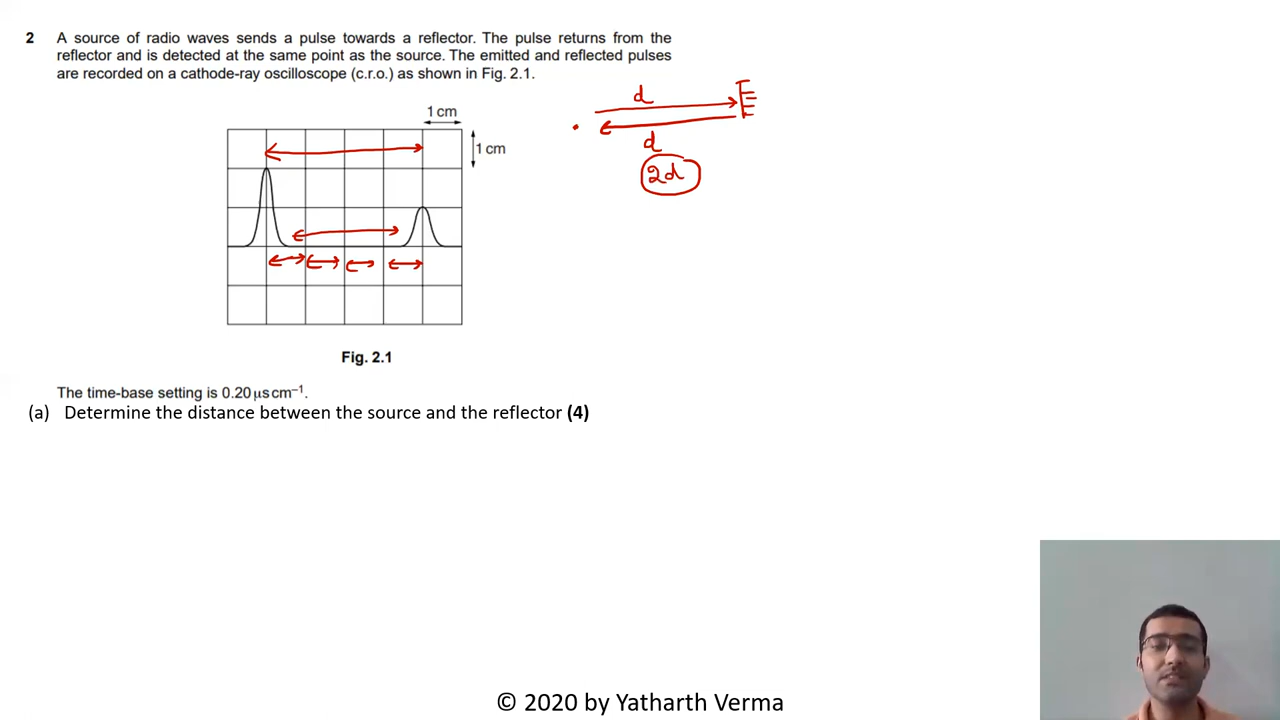 2 A source of radio waves sends a pulse towards a reflector. The pulse returns from the
reflector and is detected at the same point as the source. The emitted and reflected pulses
are recorded on a cathode-ray oscilloscope (c.r.o.) as shown in Fig. 2.1.
d
d
2d
1 cm
1 cm
Fig. 2.1
The time-base setting is 0.20 μs cm⁻¹.
(a) Determine the distance between the source and the reflector (4)
© 2020 by Yatharth Verma